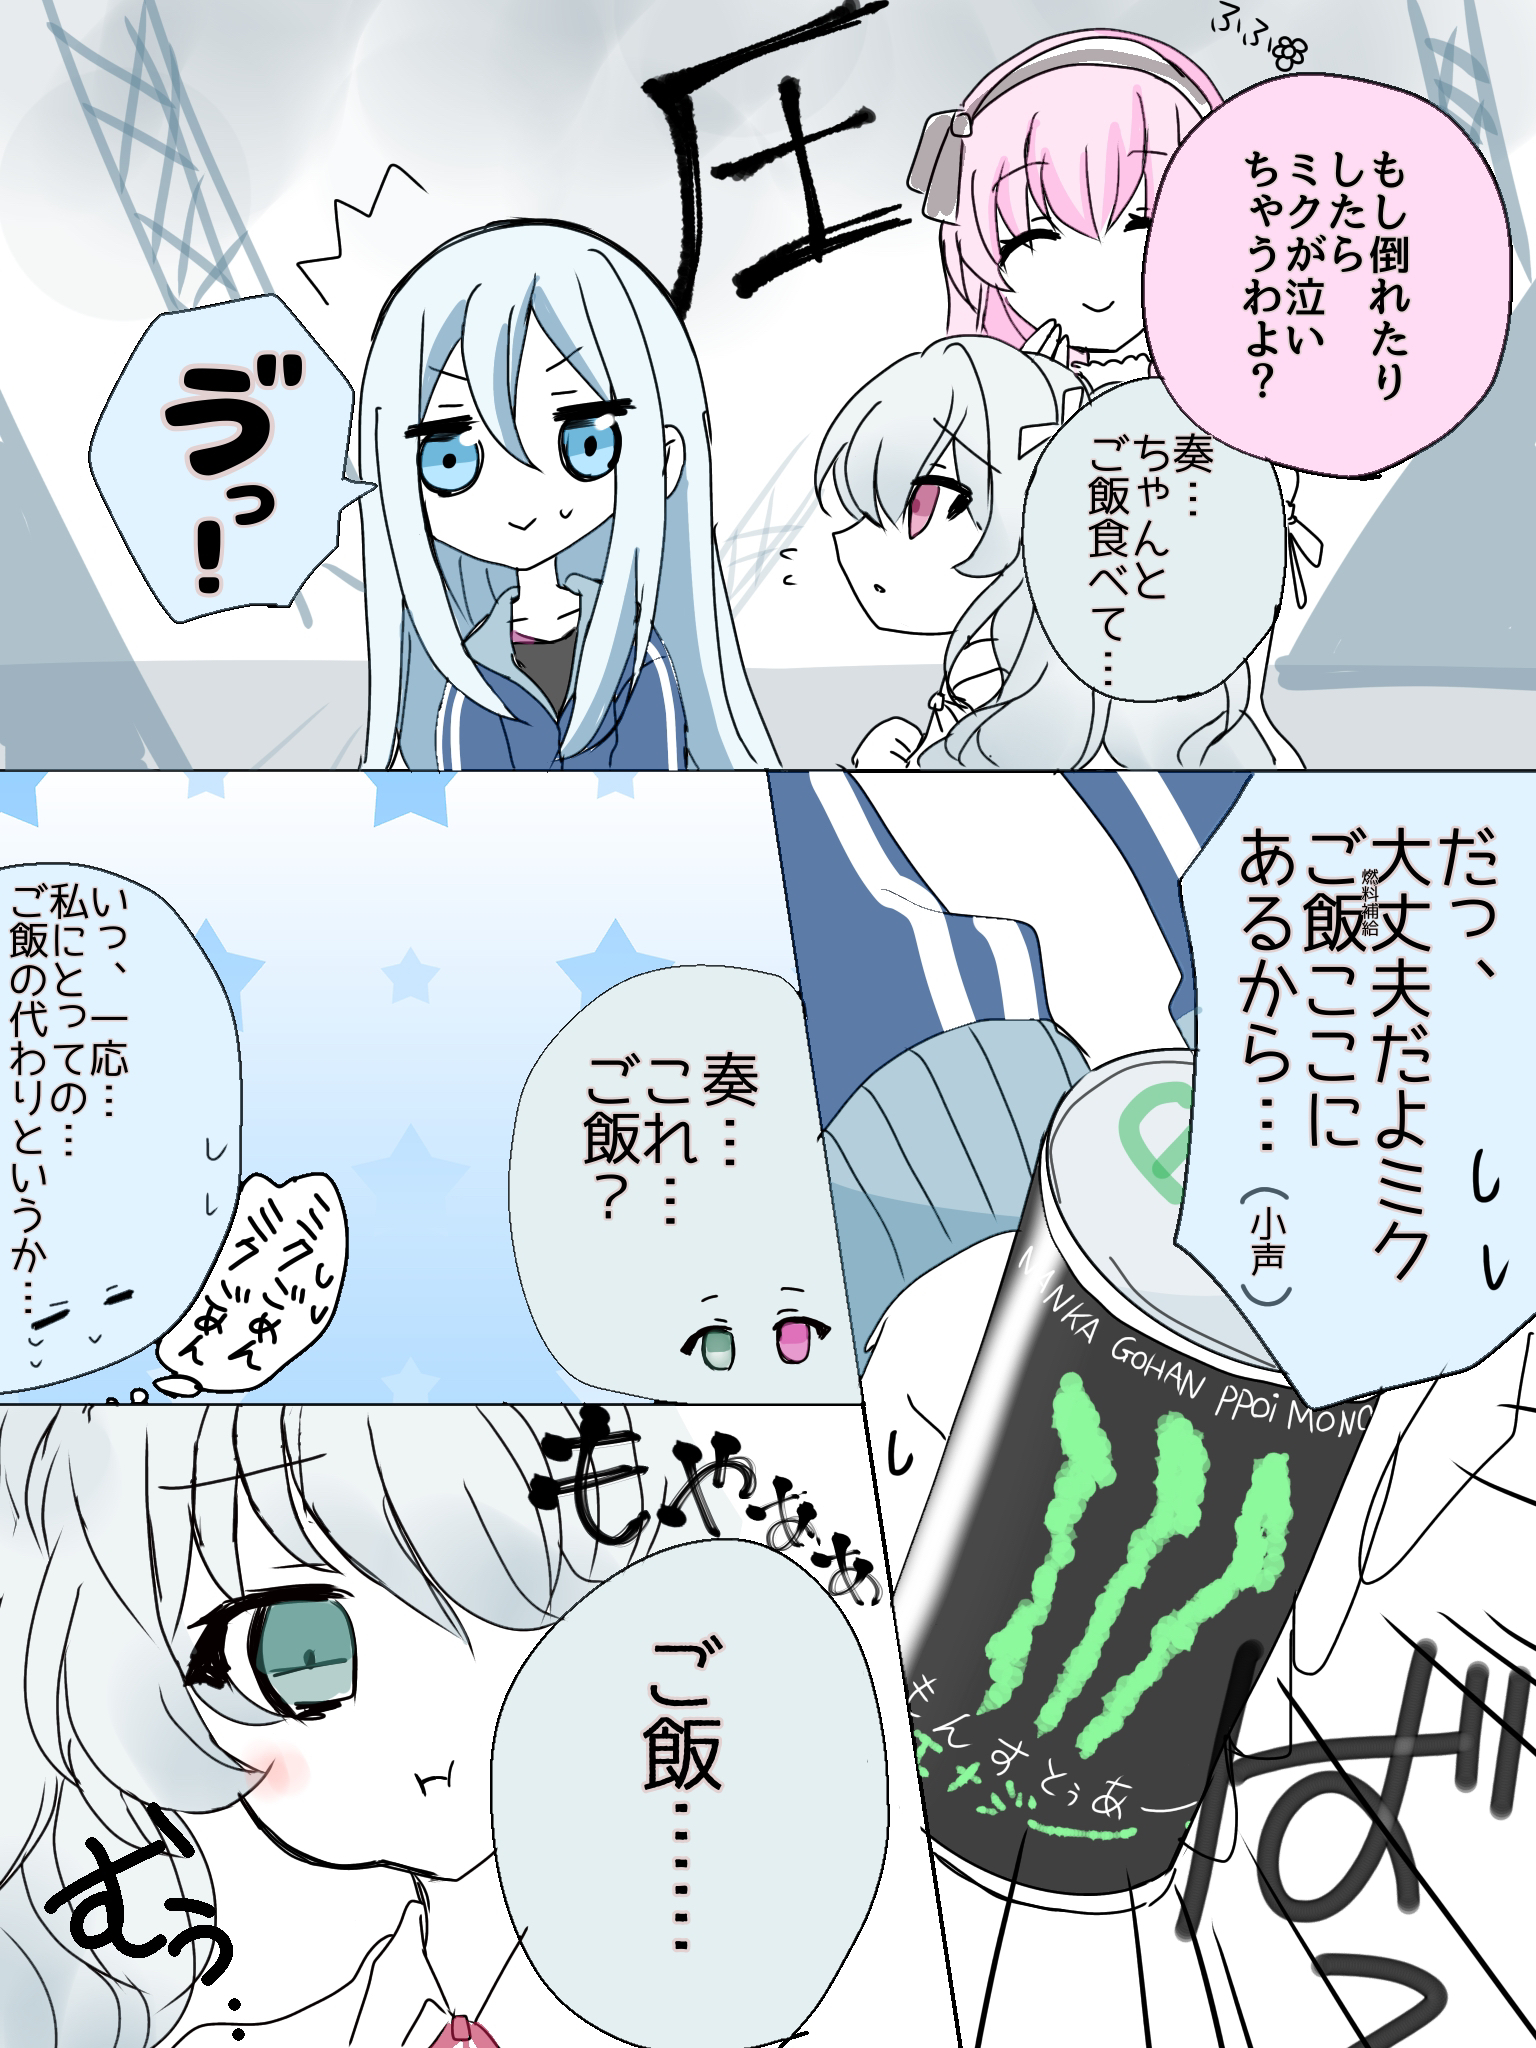 ふふ
もし倒れたり
したら
ミクが泣い
ちゃうわよ？
圧
奏…
ちゃんと
ご飯食べて…
ゔっ！
だっ、
大丈夫だよミク
燃料補給
ご飯ここに
あるから…
（小声）
NANKA GOHAN PPOi MONO
もんすたぁー
ばっ
奏…
これ…
ご飯？
いっ、一応…
私にとっての…
ご飯の代わりというか…
ミクごめん
ミクごめん
もやぁぁ
ご飯……
むぅ…